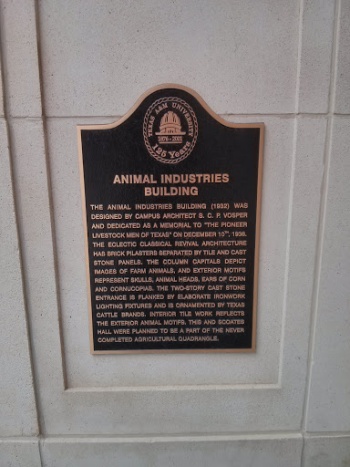 TEXAS A&M UNIVERSITY
1876 - 2001
125 Years
ANIMAL INDUSTRIES
BUILDING
THE ANIMAL INDUSTRIES BUILDING (1932) WAS
DESIGNED BY CAMPUS ARCHITECT S. C. P. VOSPER
AND DEDICATED AS A MEMORIAL TO "THE PIONEER
LIVESTOCK MEN OF TEXAS" ON DECEMBER 15TH, 1936.
THE ECLECTIC CLASSICAL REVIVAL ARCHITECTURE
HAS BRICK PILASTERS SEPARATED BY TILE AND CAST
STONE PANELS. THE COLUMN CAPITALS DEPICT
IMAGES OF FARM ANIMALS, AND EXTERIOR MOTIFS
REPRESENT SKULLS, ANIMAL HEADS, EARS OF CORN
AND CORNUCOPIAS. THE TWO-STORY CAST STONE
ENTRANCE IS FLANKED BY ELABORATE IRONWORK
LIGHTING FIXTURES AND IS ORNAMENTED BY TEXAS
CATTLE BRANDS. INTERIOR TILE WORK REFLECTS
THE EXTERIOR ANIMAL MOTIFS. THIS AND SCOATES
HALL WERE PLANNED TO BE A PART OF THE NEVER
COMPLETED AGRICULTURAL QUADRANGLE.